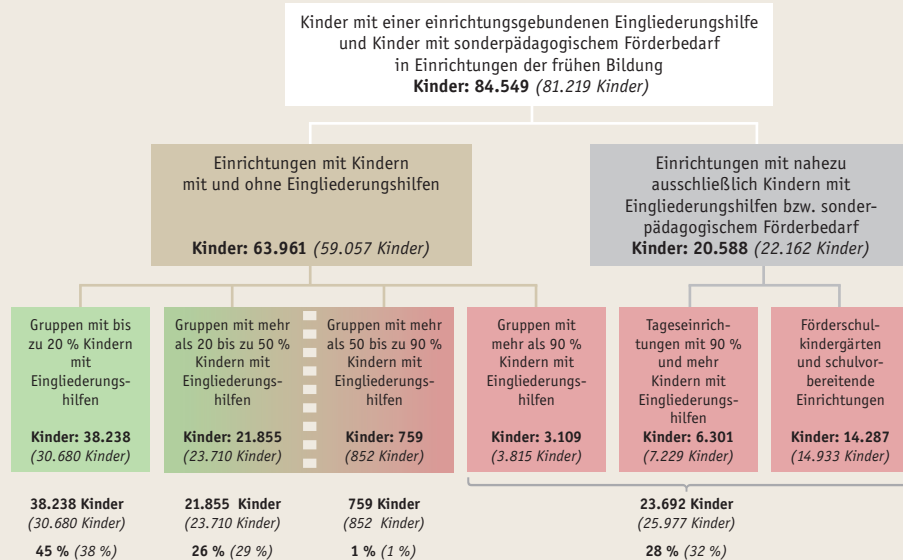 Kinder mit einer einrichtungsgebundenen Eingliederungshilfe
und Kinder mit sonderpädagogischem Förderbedarf
in Einrichtungen der frühen Bildung
Kinder: 84.549 (81.219 Kinder)
Einrichtungen mit Kindern
mit und ohne Eingliederungshilfen
Kinder: 63.961 (59.057 Kinder)
Einrichtungen mit nahezu
ausschließlich Kindern mit
Eingliederungshilfen bzw. sonder-
pädagogischem Förderbedarf
Kinder: 20.588 (22.162 Kinder)
Gruppen mit bis
zu 20 % Kindern
mit
Eingliederungs-
hilfen
Kinder: 38.238
(30.680 Kinder)
Gruppen mit mehr
als 20 bis zu 50 %
Kindern mit
Eingliederungs-
hilfen
Kinder: 21.855
(23.710 Kinder)
Gruppen mit mehr
als 50 bis zu 90 %
Kindern mit
Eingliederungs-
hilfen
Kinder: 759
(852 Kinder)
Gruppen mit
mehr als 90 %
Kindern mit
Eingliederungs-
hilfen
Kinder: 3.109
(3.815 Kinder)
Tageseinrich-
tungen mit 90 %
und mehr
Kindern mit
Eingliederungs-
hilfen
Kinder: 6.301
(7.229 Kinder)
Förderschul-
kindergärten
und schulvor-
bereitende
Einrichtungen
Kinder: 14.287
(14.933 Kinder)
38.238 Kinder
(30.680 Kinder)
45 % (38 %)
21.855 Kinder
(23.710 Kinder)
26 % (29 %)
759 Kinder
(852 Kinder)
1 % (1 %)
23.692 Kinder
(25.977 Kinder)
28 % (32 %)